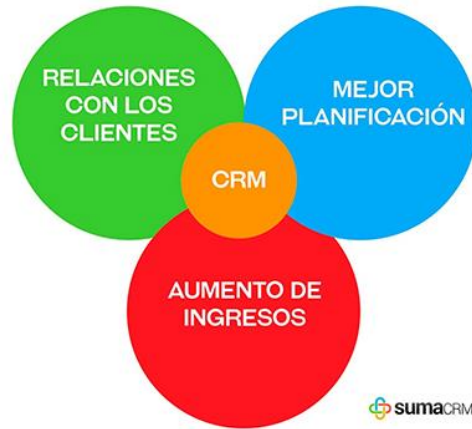 RELACIONES
CON LOS
CLIENTES
MEJOR
PLANIFICACIÓN
CRM
AUMENTO DE
INGRESOS
sumaCRM